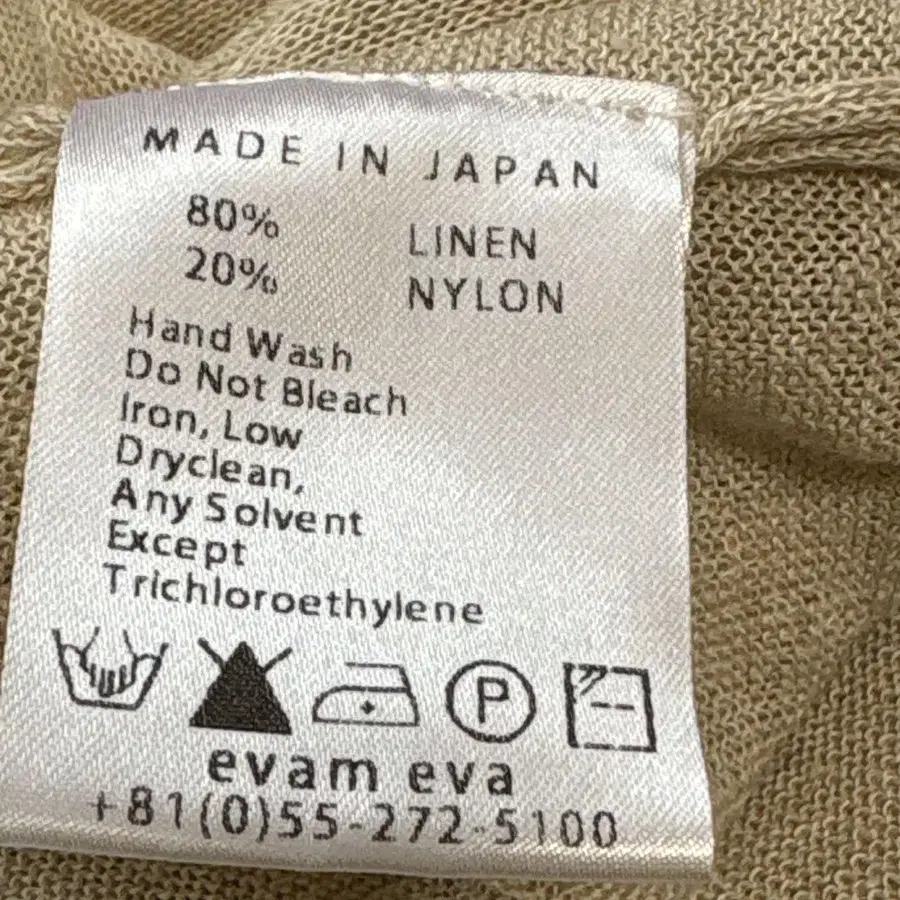 MADE IN JAPAN
80% LINEN
20% NYLON
Hand Wash
Do Not Bleach
Iron, Low
Dryclean,
Any Solvent
Except
Trichloroethylene
P
evam eva
+81(0)55-272-5100